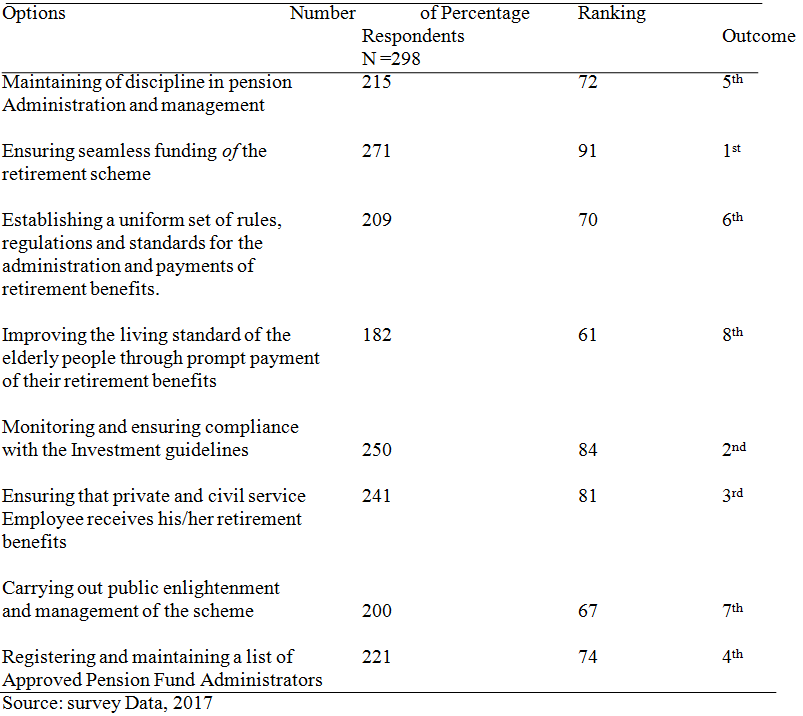 Options Number of Percentage Ranking
Respondents Outcome
N =298
Maintaining of discipline in pension 215 72 5th
Administration and management
Ensuring seamless funding of the 271 91 1st
retirement scheme
Establishing a uniform set of rules, 209 70 6th
regulations and standards for the
administration and payments of
retirement benefits.
Improving the living standard of the 182 61 8th
elderly people through prompt payment
of their retirement benefits
Monitoring and ensuring compliance
with the Investment guidelines 250 84 2nd
Ensuring that private and civil service 241 81 3rd
Employee receives his/her retirement
benefits
Carrying out public enlightenment
and management of the scheme 200 67 7th
Registering and maintaining a list of 221 74 4th
Approved Pension Fund Administrators
Source: survey Data, 2017